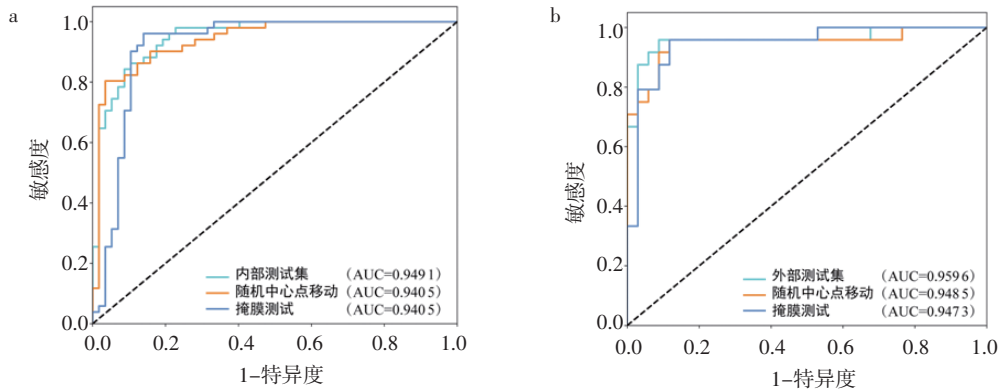 a
1.0
0.8
0.6
0.4
0.2
0.0
敏感度
内部测试集 (AUC=0.9491)
随机中心点移动 (AUC=0.9405)
掩膜测试 (AUC=0.9405)
0.0 0.2 0.4 0.6 0.8 1.0
1-特异度
b
1.0
0.8
0.6
0.4
0.2
0.0
敏感度
外部测试集 (AUC=0.9596)
随机中心点移动 (AUC=0.9485)
掩膜测试 (AUC=0.9473)
0.0 0.2 0.4 0.6 0.8 1.0
1-特异度